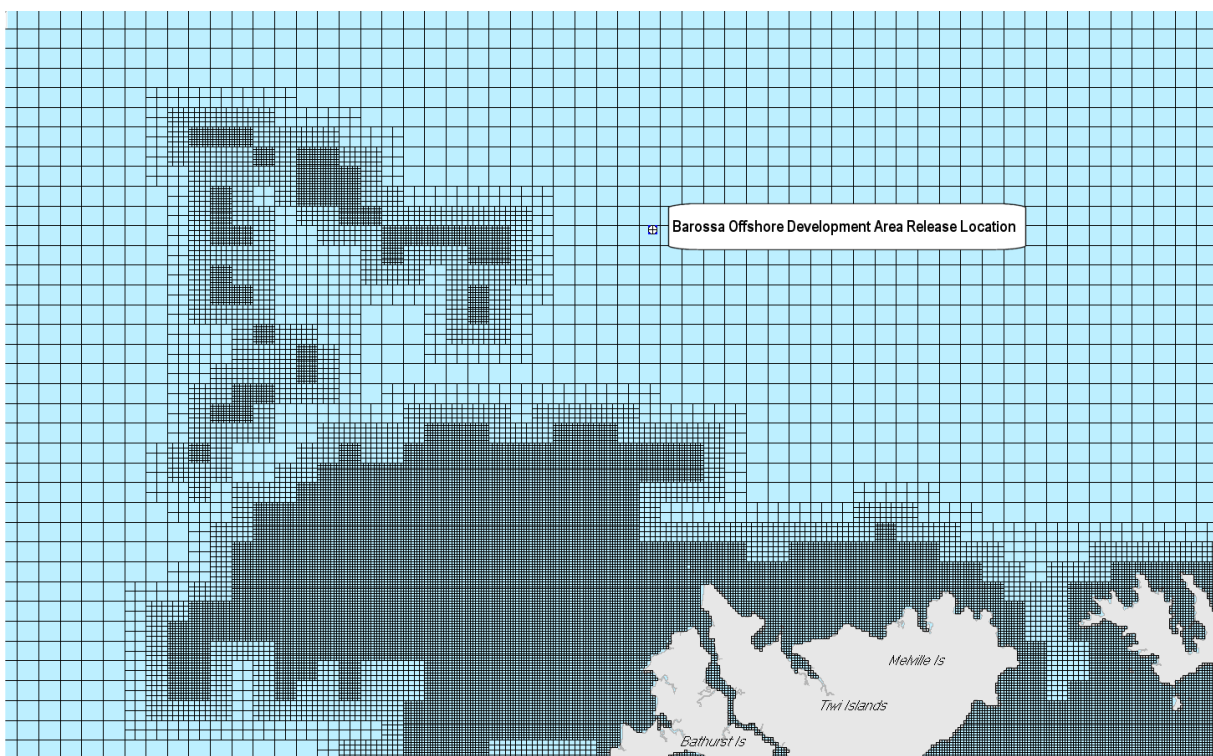 Barossa Offshore Development Area Release Location
Melville Is
Tiwi Islands
Bathurst Is